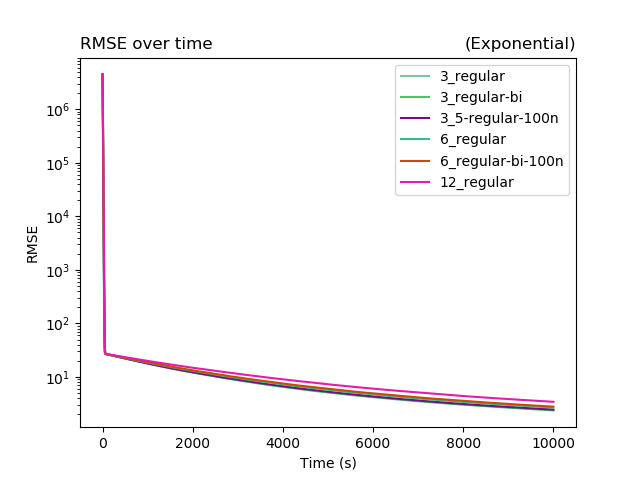 RMSE over time (Exponential)
3_regular
3_regular-bi
3_5-regular-100n
6_regular
6_regular-bi-100n
12_regular
RMSE
10^6
10^5
10^4
10^3
10^2
10^1
0 2000 4000 6000 8000 10000
Time (s)